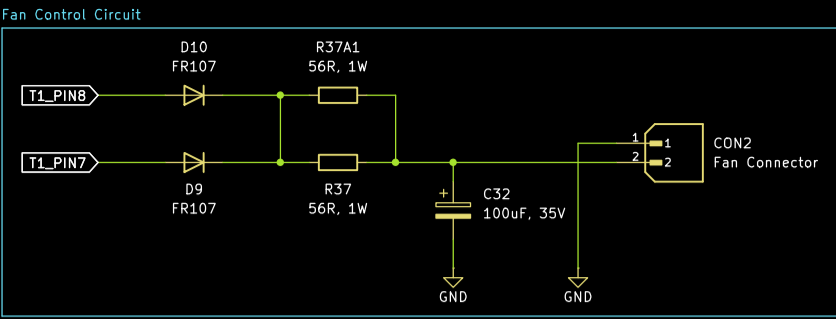 Fan Control Circuit
D10
FR107
R37A1
56R, 1W
T1_PIN8
T1_PIN7
D9
FR107
R37
56R, 1W
+
C32
100uF, 35V
GND
GND
1
1
2
2
CON2
Fan Connector